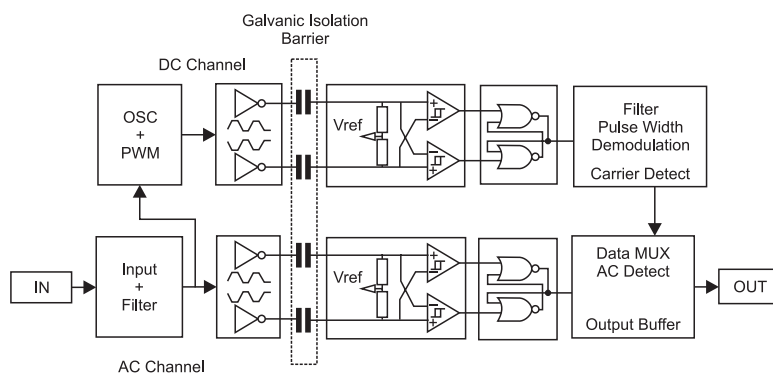 Galvanic Isolation
Barrier
DC Channel
OSC
+
PWM
Vref
Filter
Pulse Width
Demodulation
Carrier Detect
IN
Input
+
Filter
Vref
Data MUX
AC Detect
Output Buffer
OUT
AC Channel